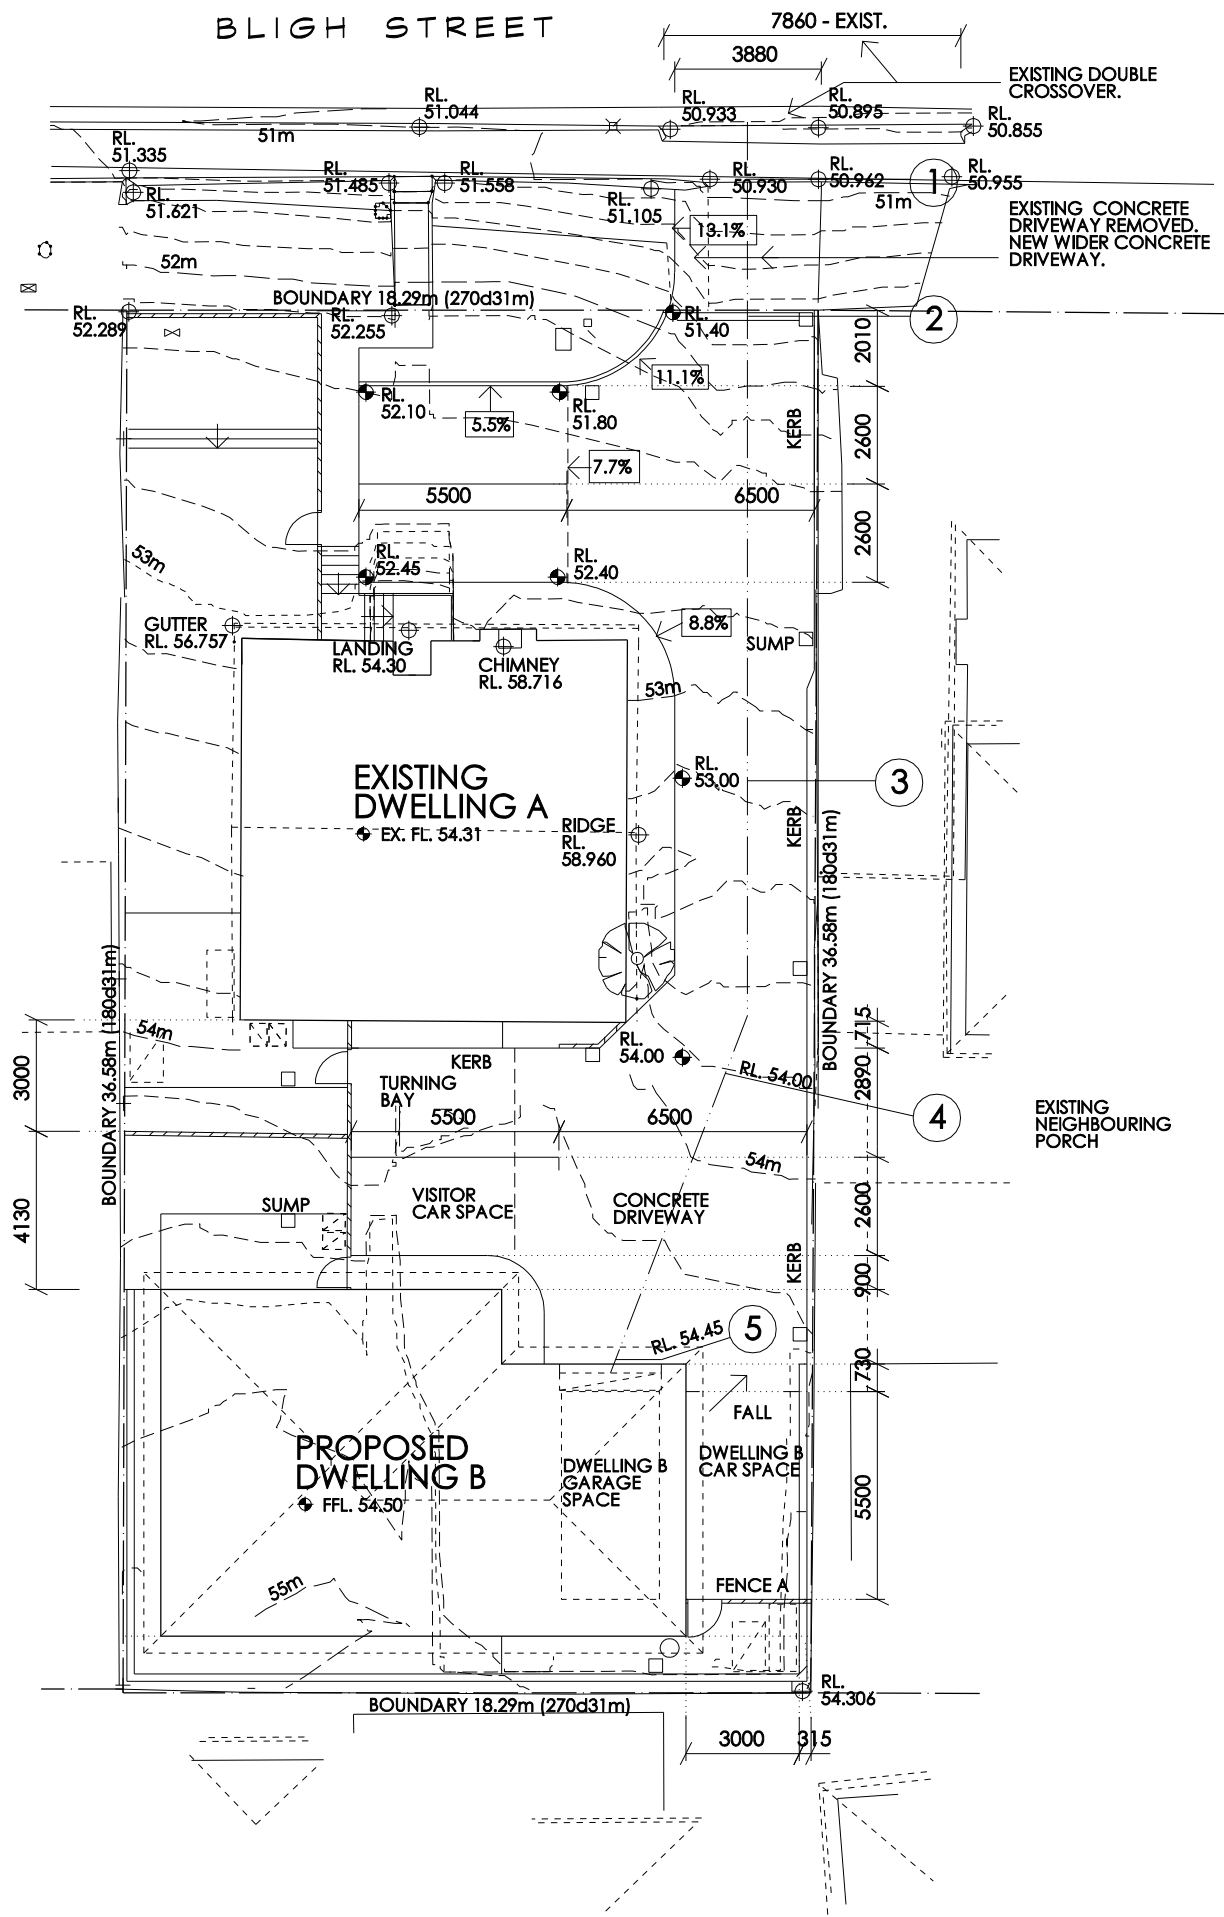 BLIGH STREET
7860 - EXIST.
3880
EXISTING DOUBLE
CROSSOVER.
RL.
51.044
RL.
50.933
RL.
50.895
RL.
50.855
51m
RL.
51.335
RL.
51.485
RL.
51.558
RL.
50.930
RL.
50.962
1
RL.
50.955
RL.
51.621
RL.
51.105
51m
EXISTING CONCRETE
DRIVEWAY REMOVED.
NEW WIDER CONCRETE
DRIVEWAY.
13.1%
52m
BOUNDARY 18.29m (270d31m)
RL.
52.289
RL.
52.255
RL.
51.40
2
2010
11.1%
RL.
52.10
5.5%
RL.
51.80
KERB
2600
7.7%
5500
6500
2600
53m
RL.
52.45
RL.
52.40
GUTTER
RL. 56.757
8.8%
SUMP
LANDING
RL. 54.30
CHIMNEY
RL. 58.716
53m
EXISTING
DWELLING A
EX. FL. 54.31
RL.
53.00
3
RIDGE
RL.
58.960
KERB
BOUNDARY 36.58m (180d31m)
BOUNDARY 36.58m (180d31m)
54m
3000
KERB
TURNING
BAY
RL.
54.00
RL. 54.00
715
2890
4
EXISTING
NEIGHBOURING
PORCH
5500
6500
54m
4130
SUMP
VISITOR
CAR SPACE
CONCRETE
DRIVEWAY
2600
KERB
900
RL. 54.45
5
730
FALL
PROPOSED
DWELLING B
FFL. 54.50
DWELLING B
GARAGE
SPACE
DWELLING B
CAR SPACE
5500
55m
FENCE A
RL.
54.306
BOUNDARY 18.29m (270d31m)
3000
315